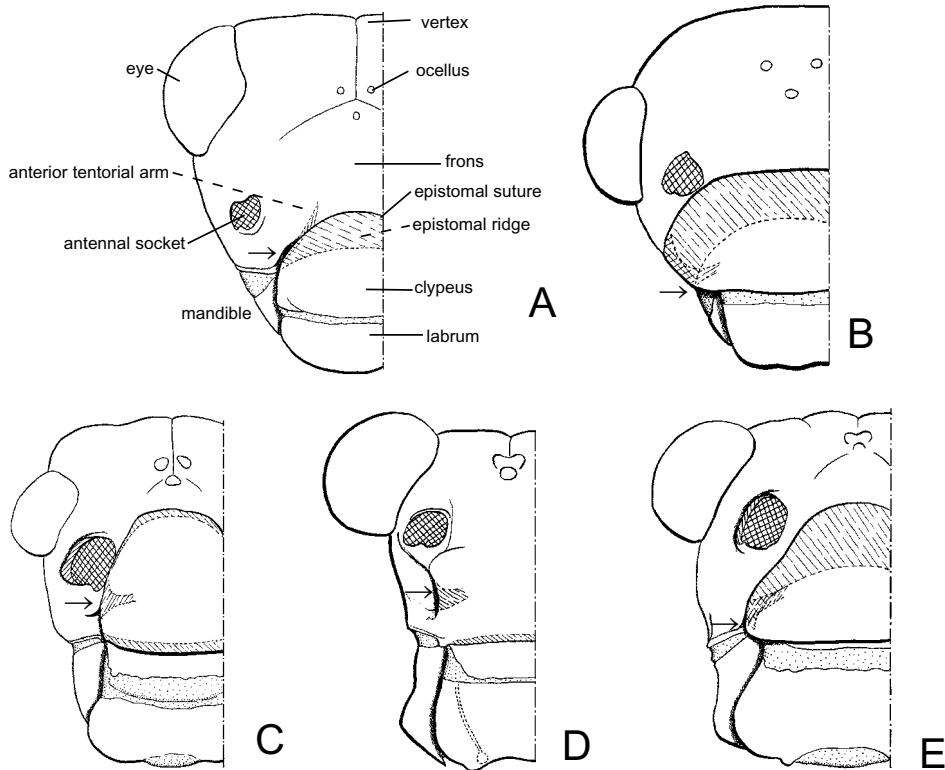 vertex
eye
ocellus
anterior tentorial arm
frons
epistomal suture
antennal socket
epistomal ridge
clypeus
mandible
labrum
A
B
C
D
E